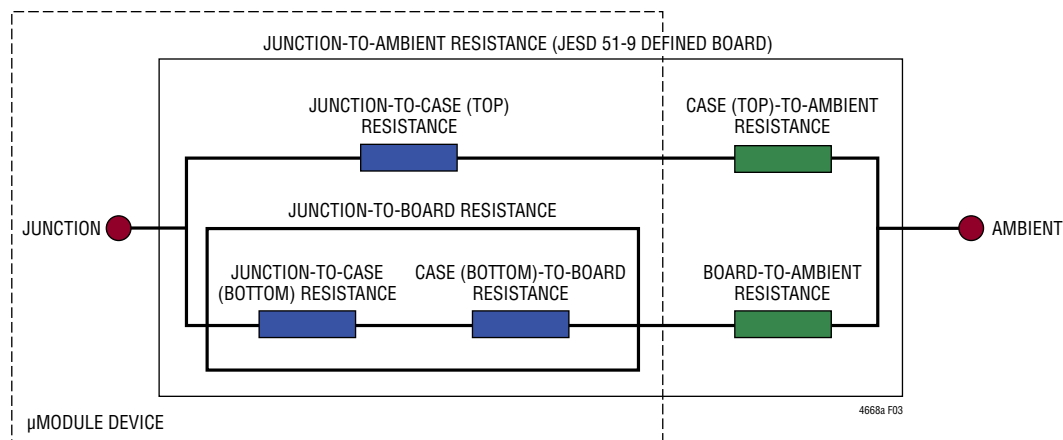 JUNCTION-TO-AMBIENT RESISTANCE (JESD 51-9 DEFINED BOARD)
JUNCTION-TO-CASE (TOP)
RESISTANCE
CASE (TOP)-TO-AMBIENT
RESISTANCE
JUNCTION-TO-BOARD RESISTANCE
JUNCTION
AMBIENT
JUNCTION-TO-CASE
(BOTTOM) RESISTANCE
CASE (BOTTOM)-TO-BOARD
RESISTANCE
BOARD-TO-AMBIENT
RESISTANCE
4668a F03
µMODULE DEVICE